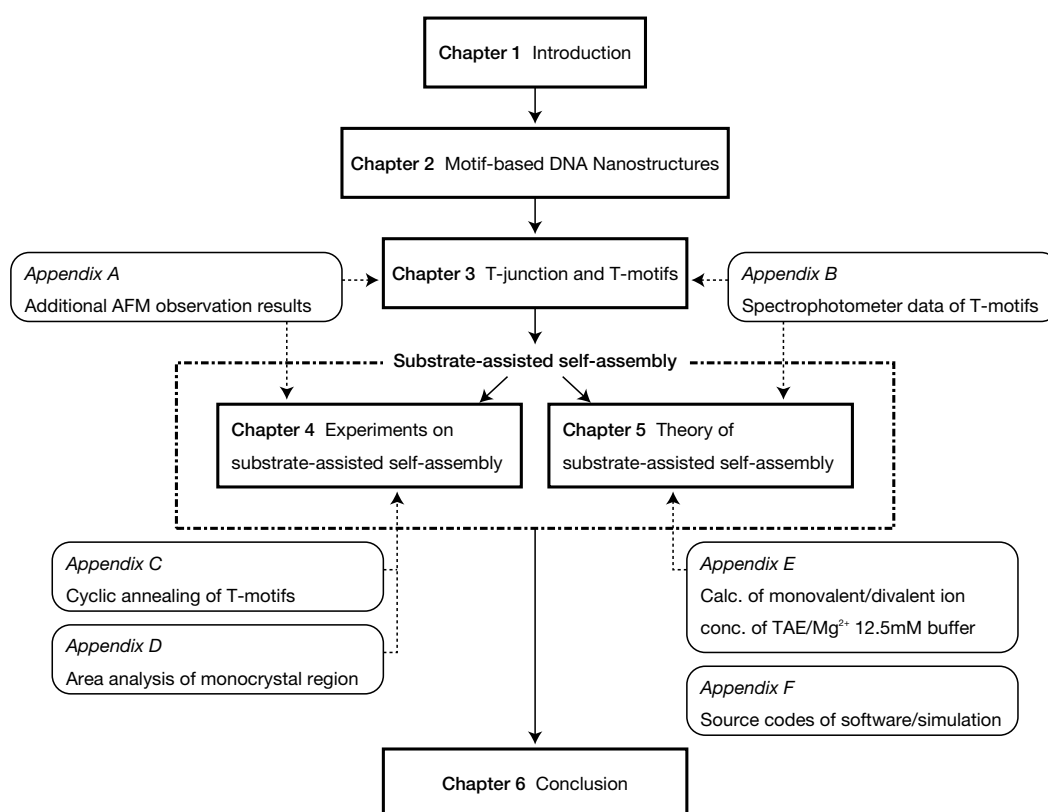 Chapter 1 Introduction
Chapter 2 Motif-based DNA Nanostructures
Chapter 3 T-junction and T-motifs
Appendix A
Additional AFM observation results
Appendix B
Spectrophotometer data of T-motifs
Substrate-assisted self-assembly
Chapter 4 Experiments on
substrate-assisted self-assembly
Chapter 5 Theory of
substrate-assisted self-assembly
Appendix C
Cyclic annealing of T-motifs
Appendix D
Area analysis of monocrystal region
Appendix E
Calc. of monovalent/divalent ion
conc. of TAE/Mg²⁺ 12.5mM buffer
Appendix F
Source codes of software/simulation
Chapter 6 Conclusion